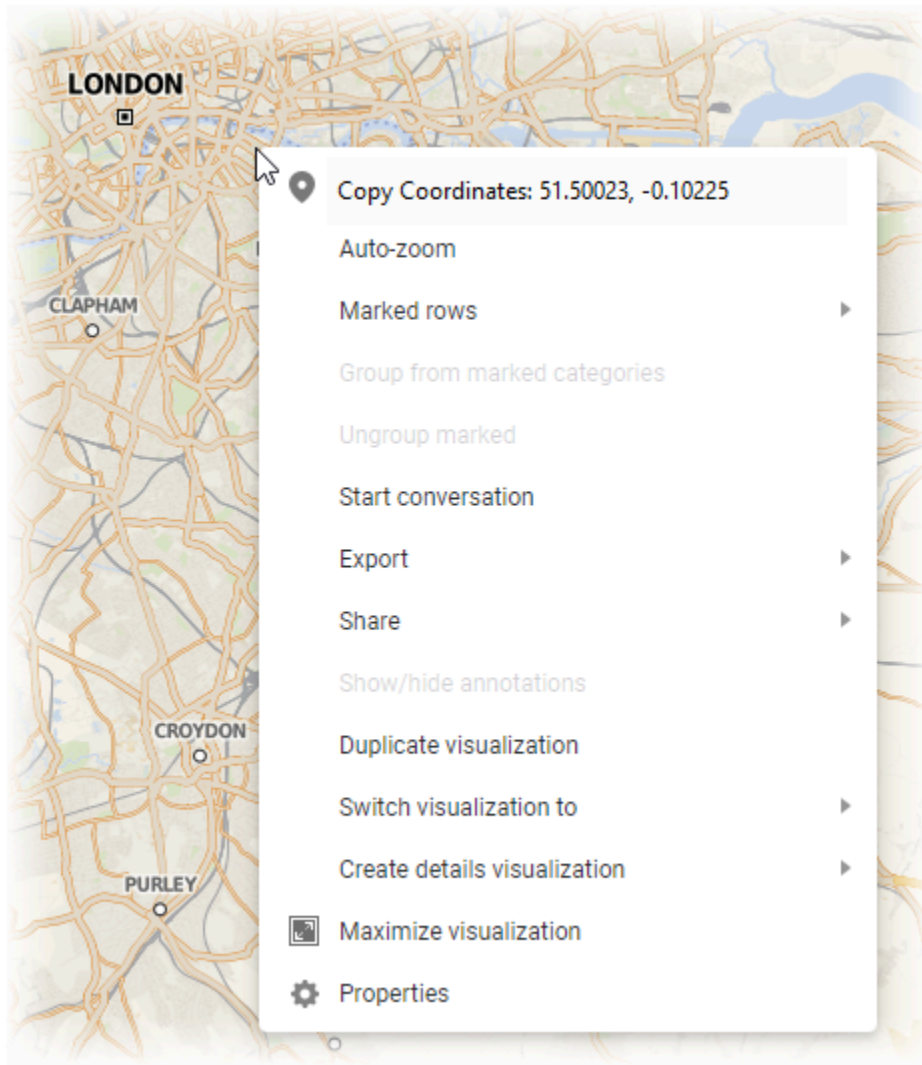 LONDON
Copy Coordinates: 51.50023, -0.10225
Auto-zoom
CLAPHAM
Marked rows
Group from marked categories
Ungroup marked
Start conversation
Export
Share
Show/hide annotations
CROYDON
Duplicate visualization
Switch visualization to
Create details visualization
PURLEY
Maximize visualization
Properties